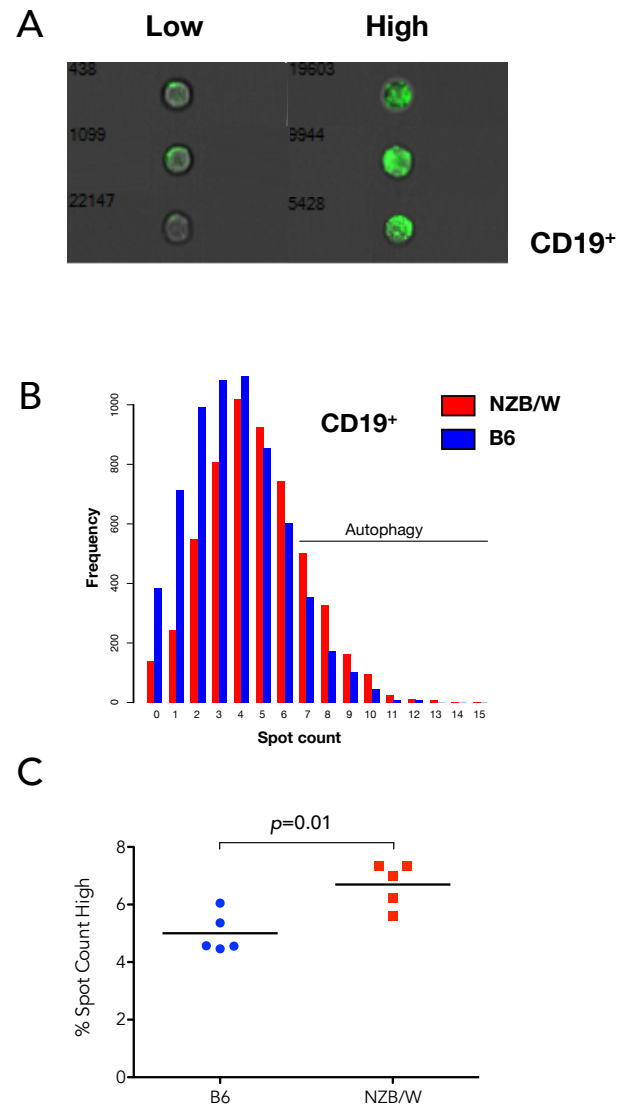 A
Low High
438 19603
1099 9944
22147 5428
CD19+
B
CD19+
NZB/W
B6
Autophagy
Frequency
1000
800
600
400
200
0
0 1 2 3 4 5 6 7 8 9 10 11 12 13 14 15
Spot count
C
p=0.01
% Spot Count High
8
6
4
2
0
B6 NZB/W